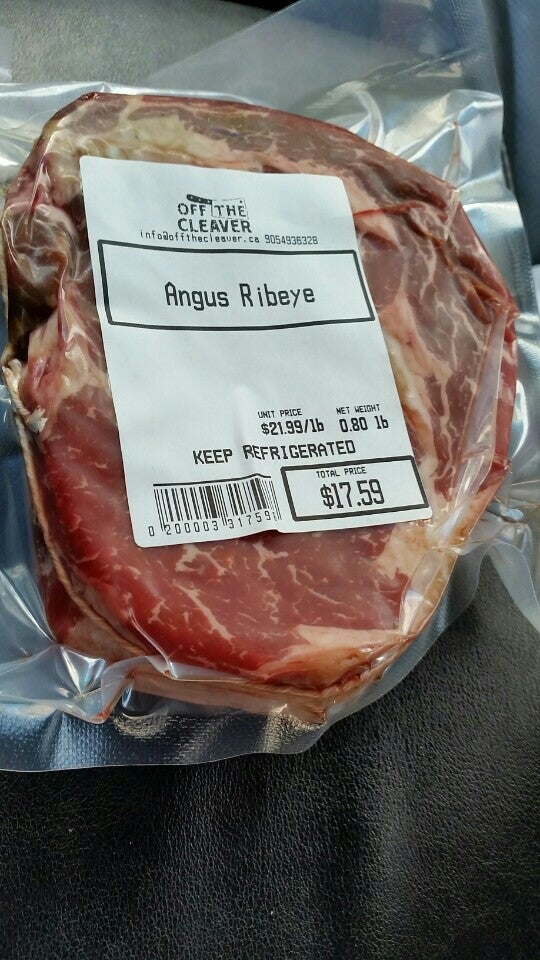 OFF THE
CLEAVER
info@offthecleaver.ca 9054936328
Angus Ribeye
UNIT PRICE NET WEIGHT
$21.99/lb 0.80 lb
KEEP REFRIGERATED
TOTAL PRICE
$17.59
0 200003 31759